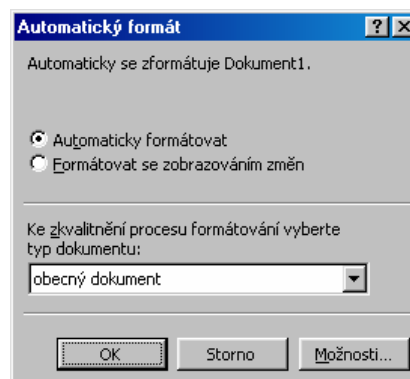 Automatický formát
Automaticky se zformátuje Dokument1.
Automaticky formátovat
Formátovat se zobrazováním změn
Ke zkvalitnění procesu formátování vyberte
typ dokumentu:
obecný dokument
OK Storno Možnosti...